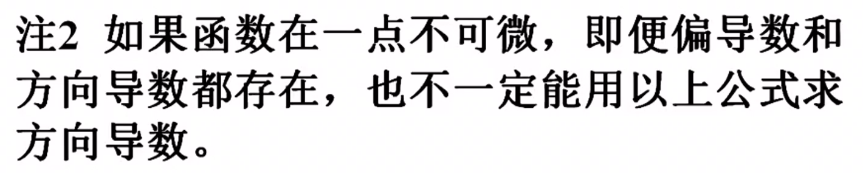 注2 如果函数在一点不可微，即便偏导数和
方向导数都存在，也不一定能用以上公式求
方向导数。